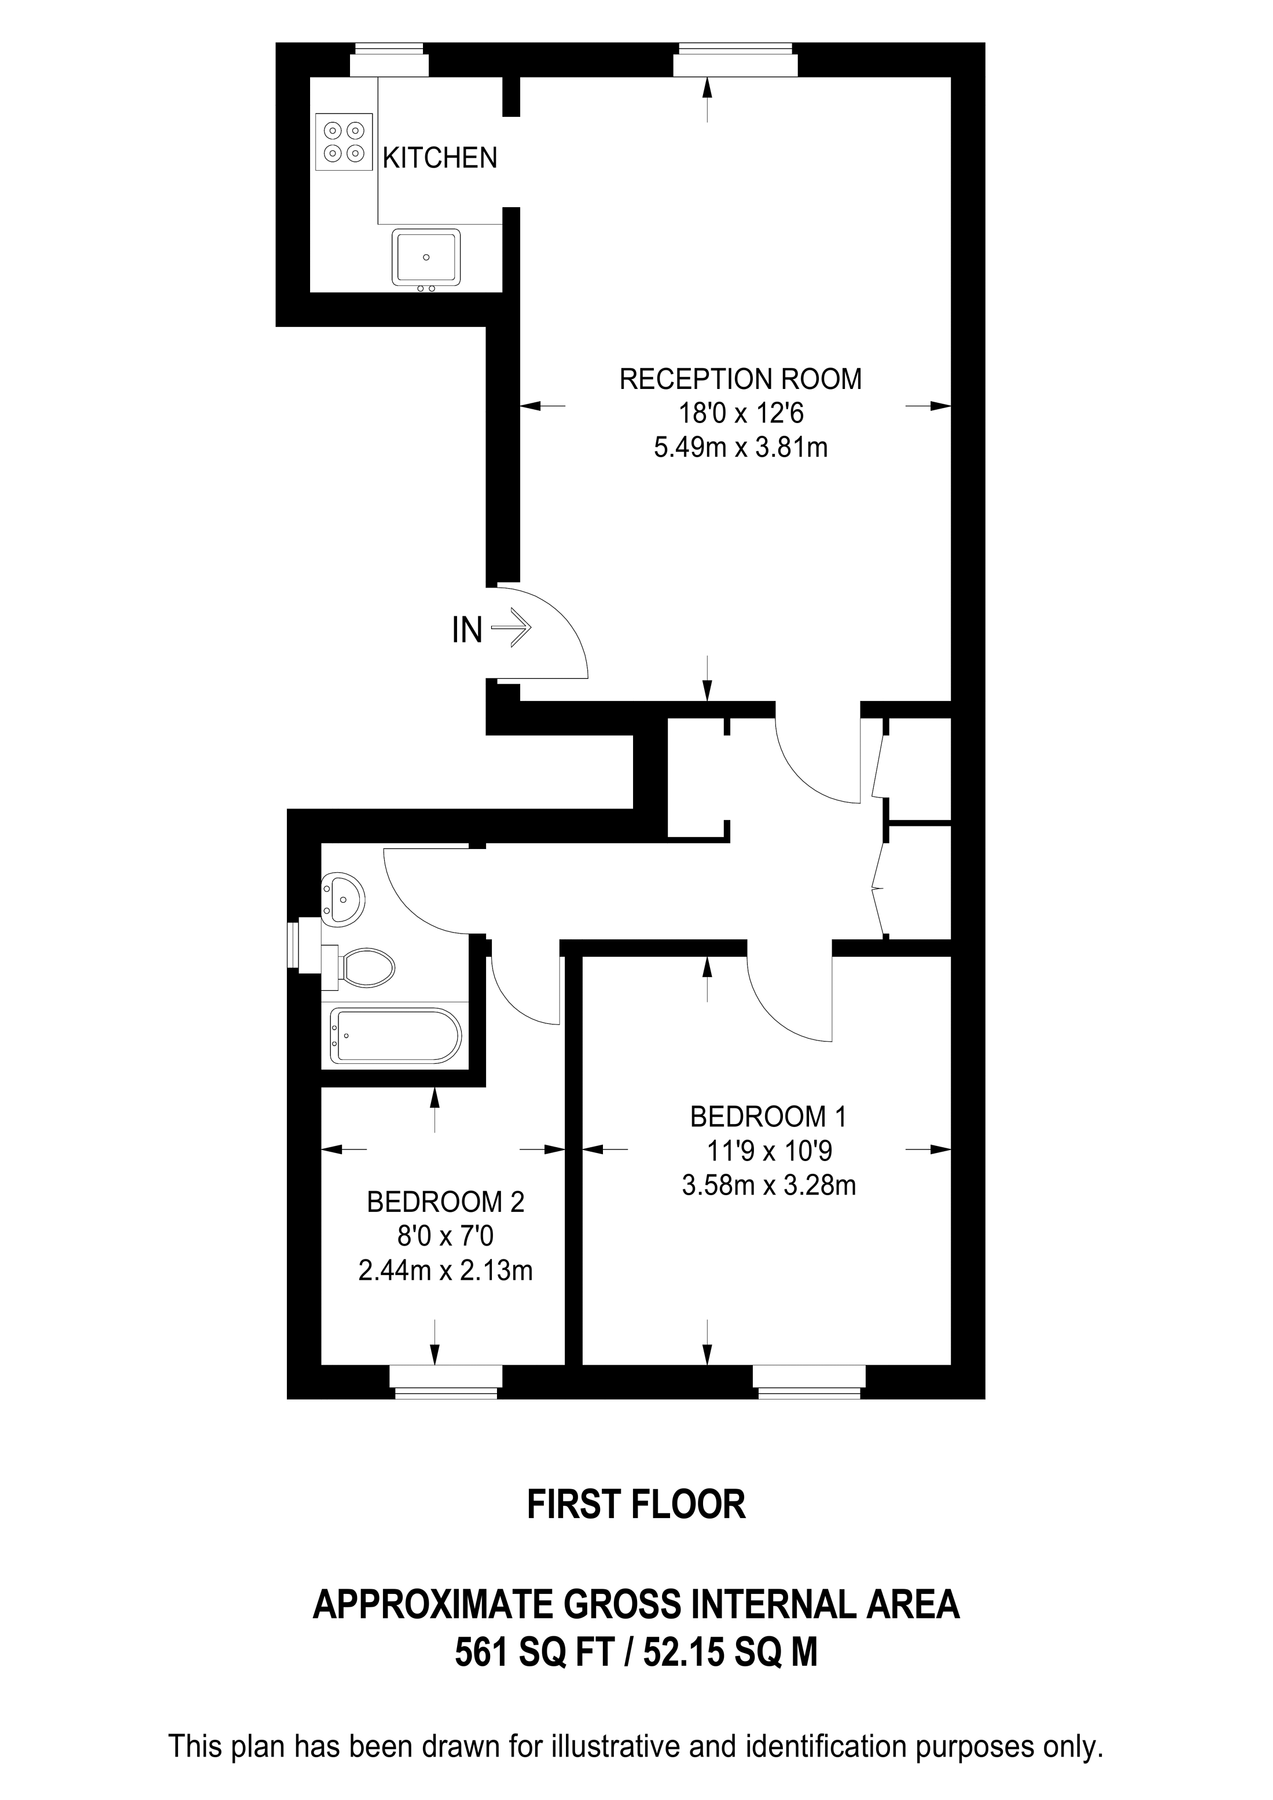 KITCHEN
RECEPTION ROOM
18'0 x 12'6
5.49m x 3.81m
IN
BEDROOM 1
11'9 x 10'9
3.58m x 3.28m
BEDROOM 2
8'0 x 7'0
2.44m x 2.13m
FIRST FLOOR
APPROXIMATE GROSS INTERNAL AREA
561 SQ FT / 52.15 SQ M
This plan has been drawn for illustrative and identification purposes only.